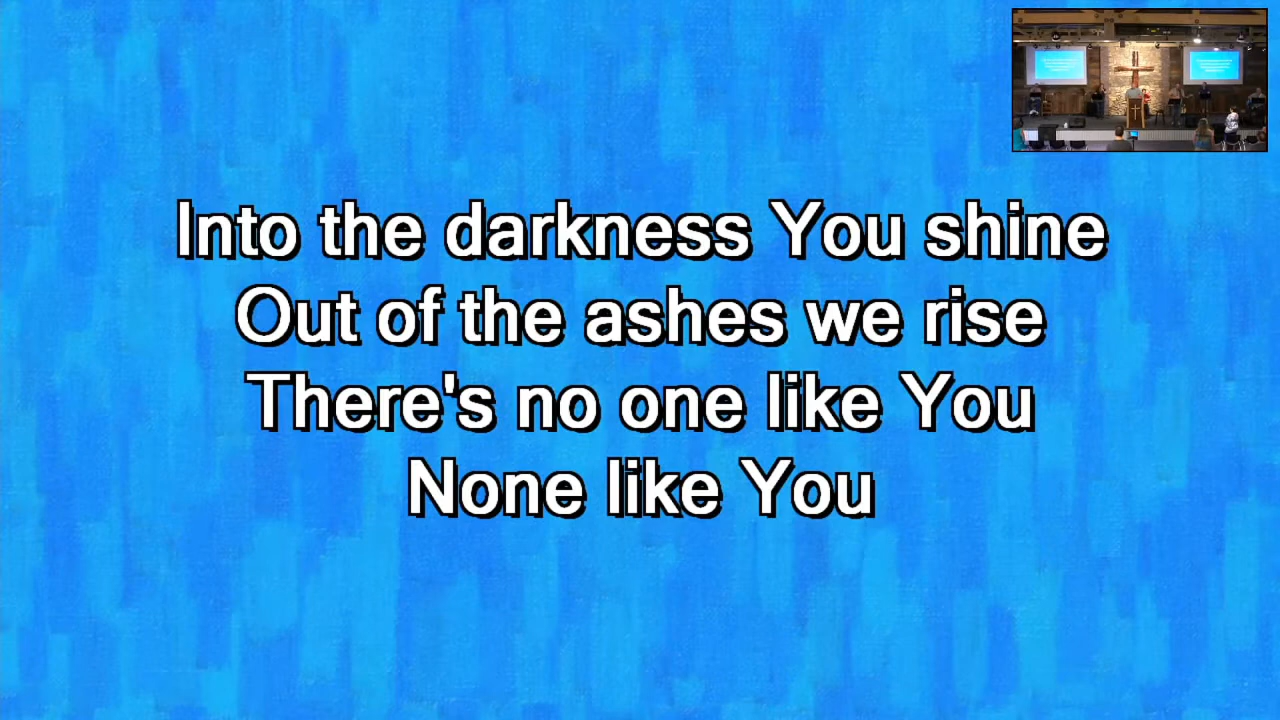 Into the darkness You shine
Out of the ashes we rise
There's no one like You
None like You